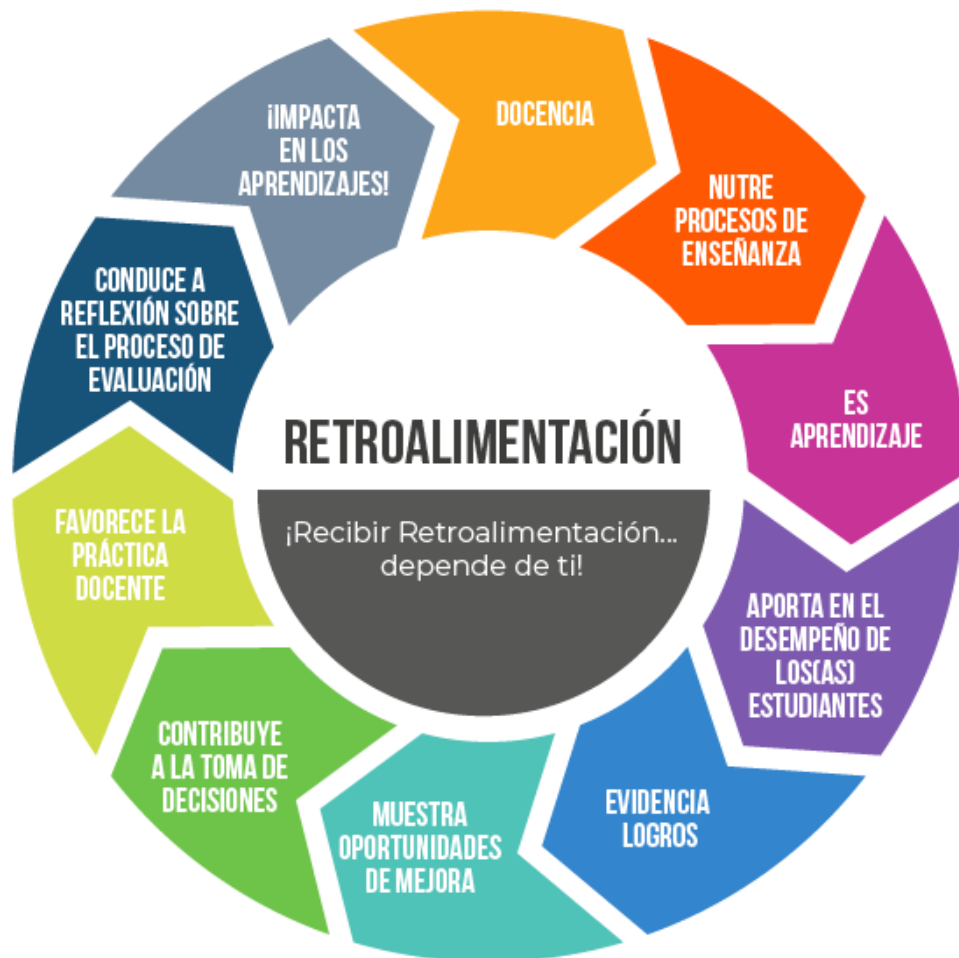 DOCENCIA
NUTRE
PROCESOS DE
ENSEÑANZA
ES
APRENDIZAJE
APORTA EN EL
DESEMPEÑO DE
LOS(AS)
ESTUDIANTES
EVIDENCIA
LOGROS
MUESTRA
OPORTUNIDADES
DE MEJORA
CONTRIBUYE
A LA TOMA DE
DECISIONES
FAVORECE LA
PRÁCTICA
DOCENTE
CONDUCE A
REFLEXIÓN SOBRE
EL PROCESO DE
EVALUACIÓN
¡IMPACTA
EN LOS
APRENDIZAJES!
RETROALIMENTACIÓN
¡Recibir Retroalimentación...
depende de ti!